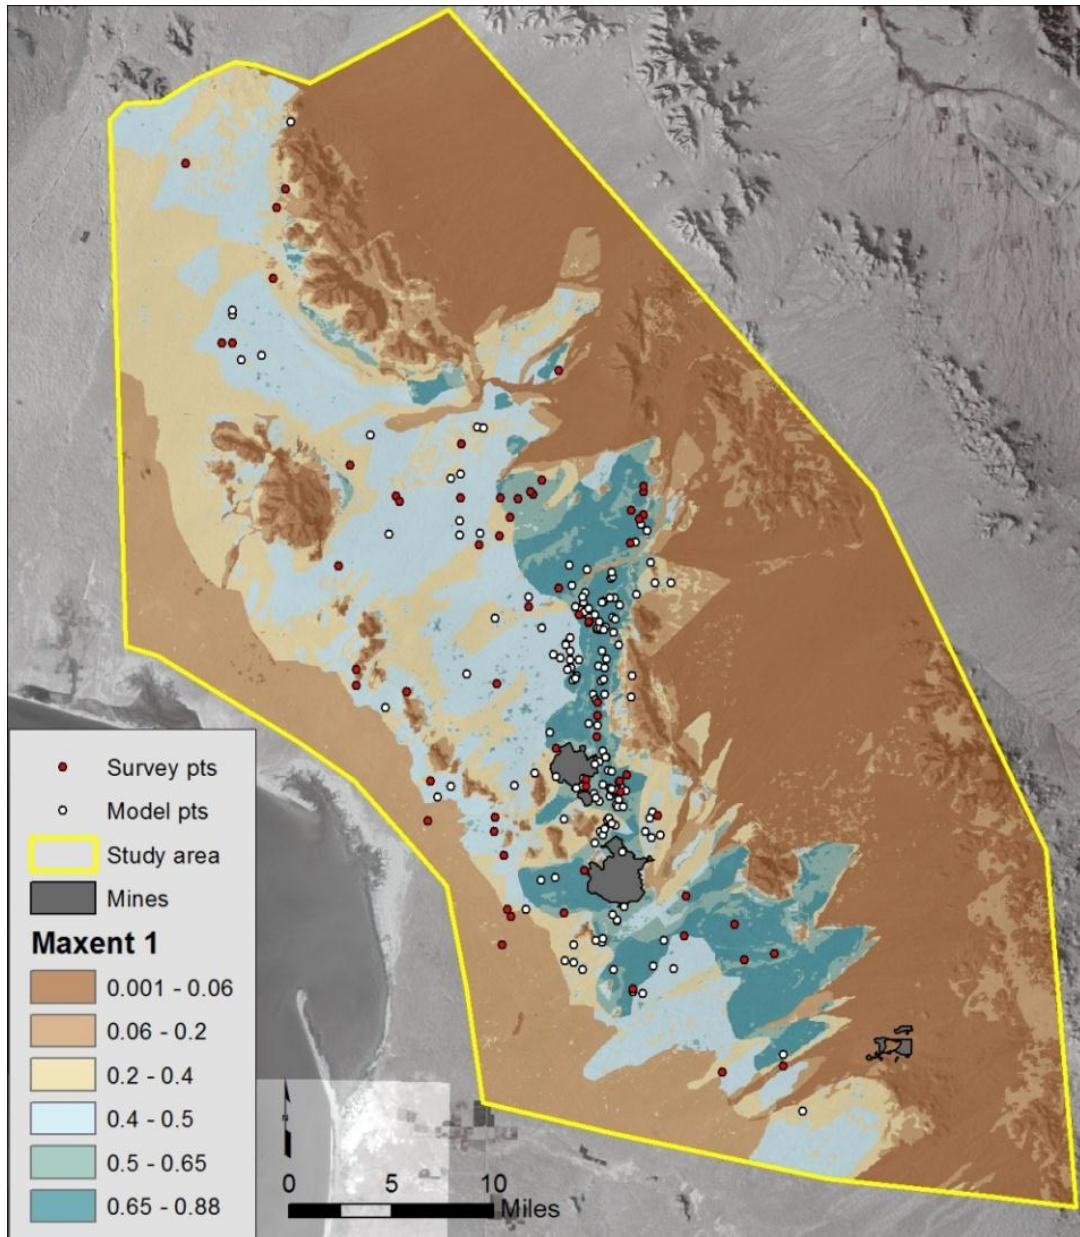 Survey pts
Model pts
Study area
Mines
Maxent 1
0.001 - 0.06
0.06 - 0.2
0.2 - 0.4
0.4 - 0.5
0.5 - 0.65
0.65 - 0.88
0 5 10
Miles